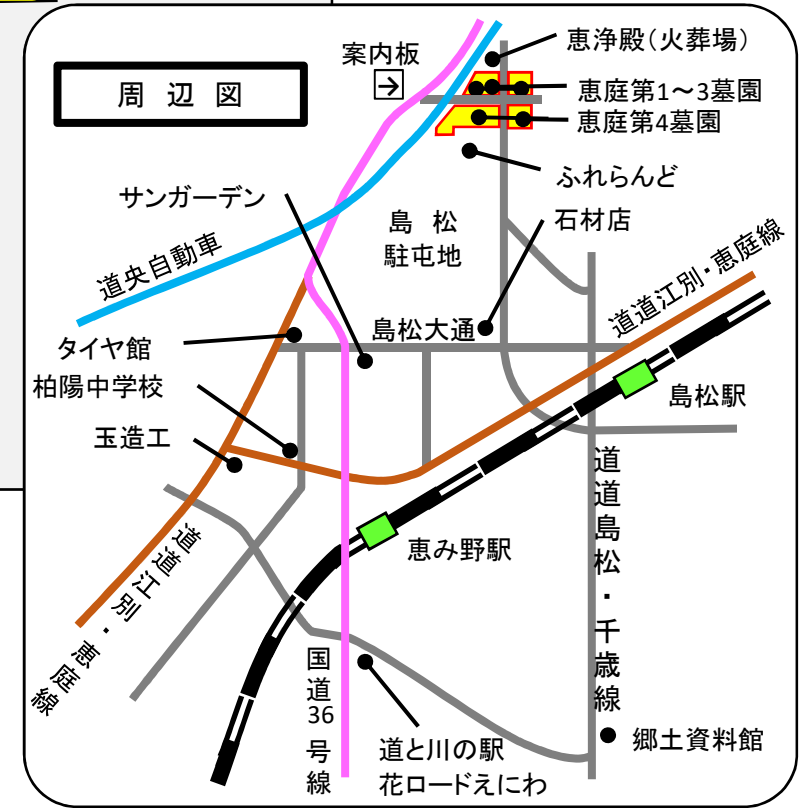 周辺図
案内板
→
恵浄殿（火葬場）
恵庭第1～3墓園
恵庭第4墓園
ふれらんど
サンガーデン
島松
駐屯地
石材店
道央自動車
道道江別・恵庭線
島松大通
タイヤ館
柏陽中学校
玉造工
島松駅
恵み野駅
道道江別・恵庭線
道道島松・千歳線
国道36号線
道と川の駅
花ロードえにわ
郷土資料館